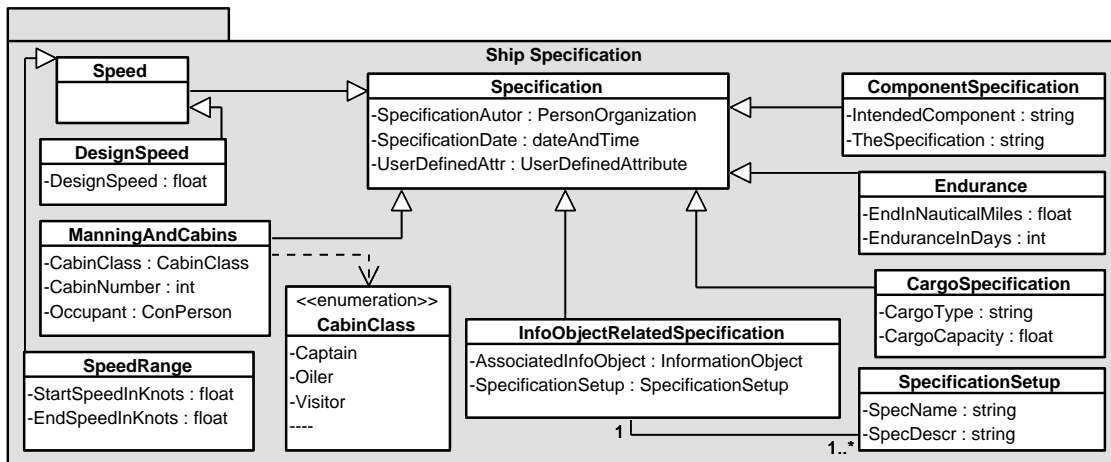 Ship Specification
Speed
Specification
-SpecificationAutor : PersonOrganization
-SpecificationDate : dateAndTime
-UserDefinedAttr : UserDefinedAttribute
ComponentSpecification
-IntendedComponent : string
-TheSpecification : string
DesignSpeed
-DesignSpeed : float
Endurance
-EndInNauticalMiles : float
-EnduranceInDays : int
ManningAndCabins
-CabinClass : CabinClass
-CabinNumber : int
-Occupant : ConPerson
<<enumeration>>
CabinClass
-Captain
-Oiler
-Visitor
----
CargoSpecification
-CargoType : string
-CargoCapacity : float
InfoObjectRelatedSpecification
-AssociatedInfoObject : InformationObject
-SpecificationSetup : SpecificationSetup
SpeedRange
-StartSpeedInKnots : float
-EndSpeedInKnots : float
SpecificationSetup
-SpecName : string
-SpecDescr : string
1
1..*